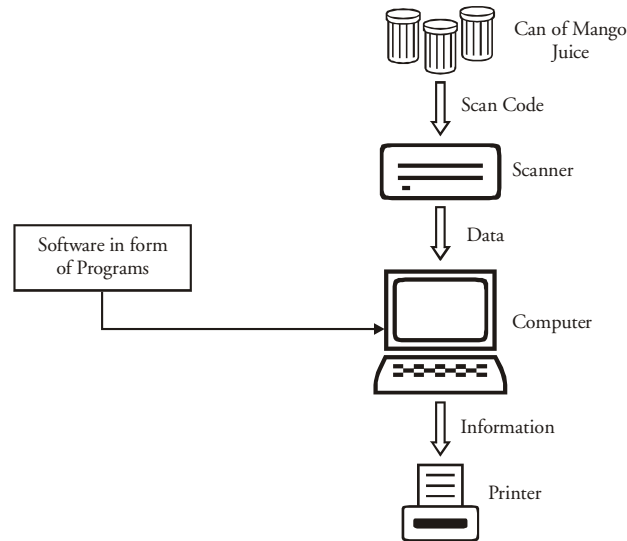 Can of Mango
Juice
Scan Code
Scanner
Data
Software in form
of Programs
Computer
Information
Printer